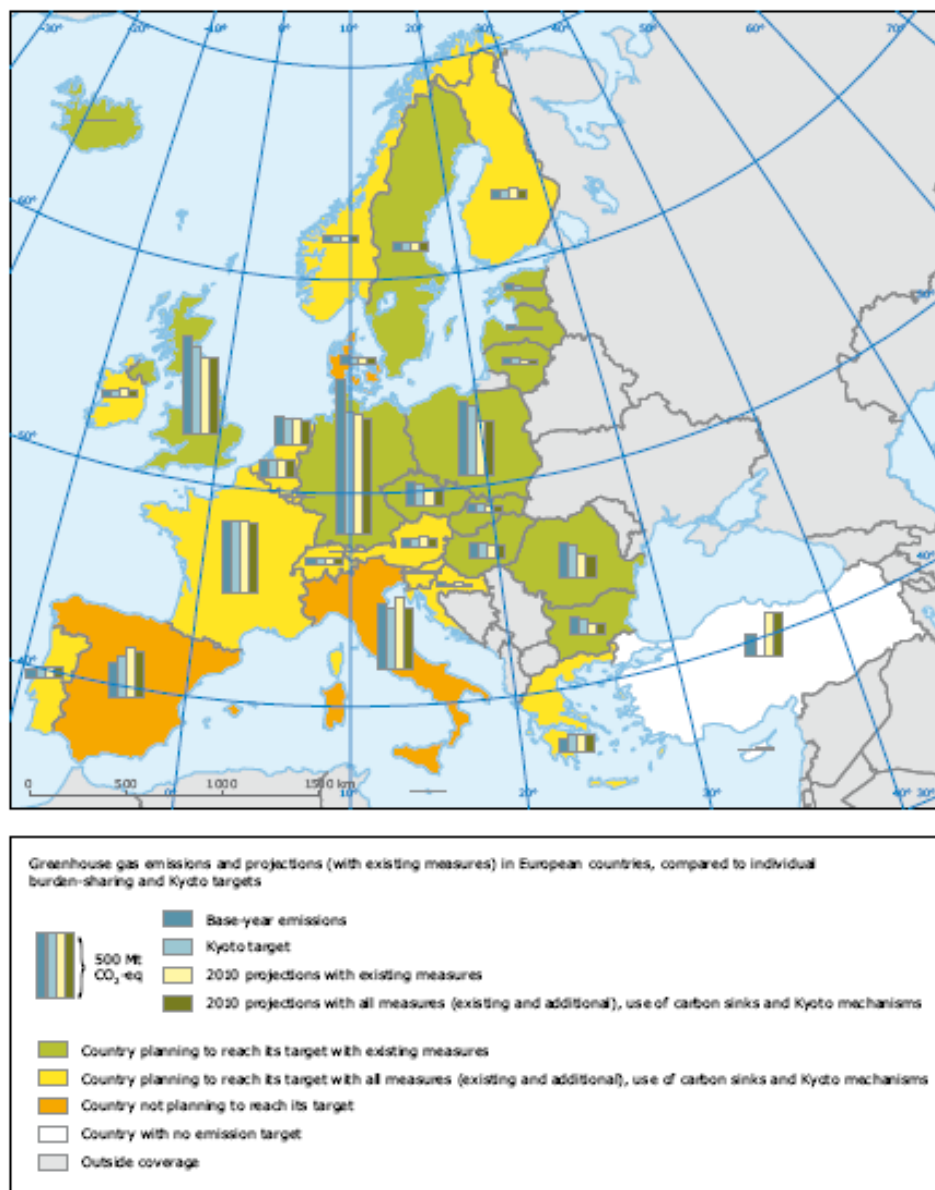 -30° 20° 10° 0° 10° 20° 30° 40° 50° 60° 70°
60°
50°
50°
40°
40°
0 500 1000 1500 km
0° 10° 20° 30° 40° 30°
Greenhouse gas emissions and projections (with existing measures) in European countries, compared to individual
burden-sharing and Kyoto targets
Base-year emissions
500 Mt
CO₂-eq
Kyoto target
2010 projections with existing measures
2010 projections with all measures (existing and additional), use of carbon sinks and Kyoto mechanisms
Country planning to reach its target with existing measures
Country planning to reach its target with all measures (existing and additional), use of carbon sinks and Kyoto mechanisms
Country not planning to reach its target
Country with no emission target
Outside coverage